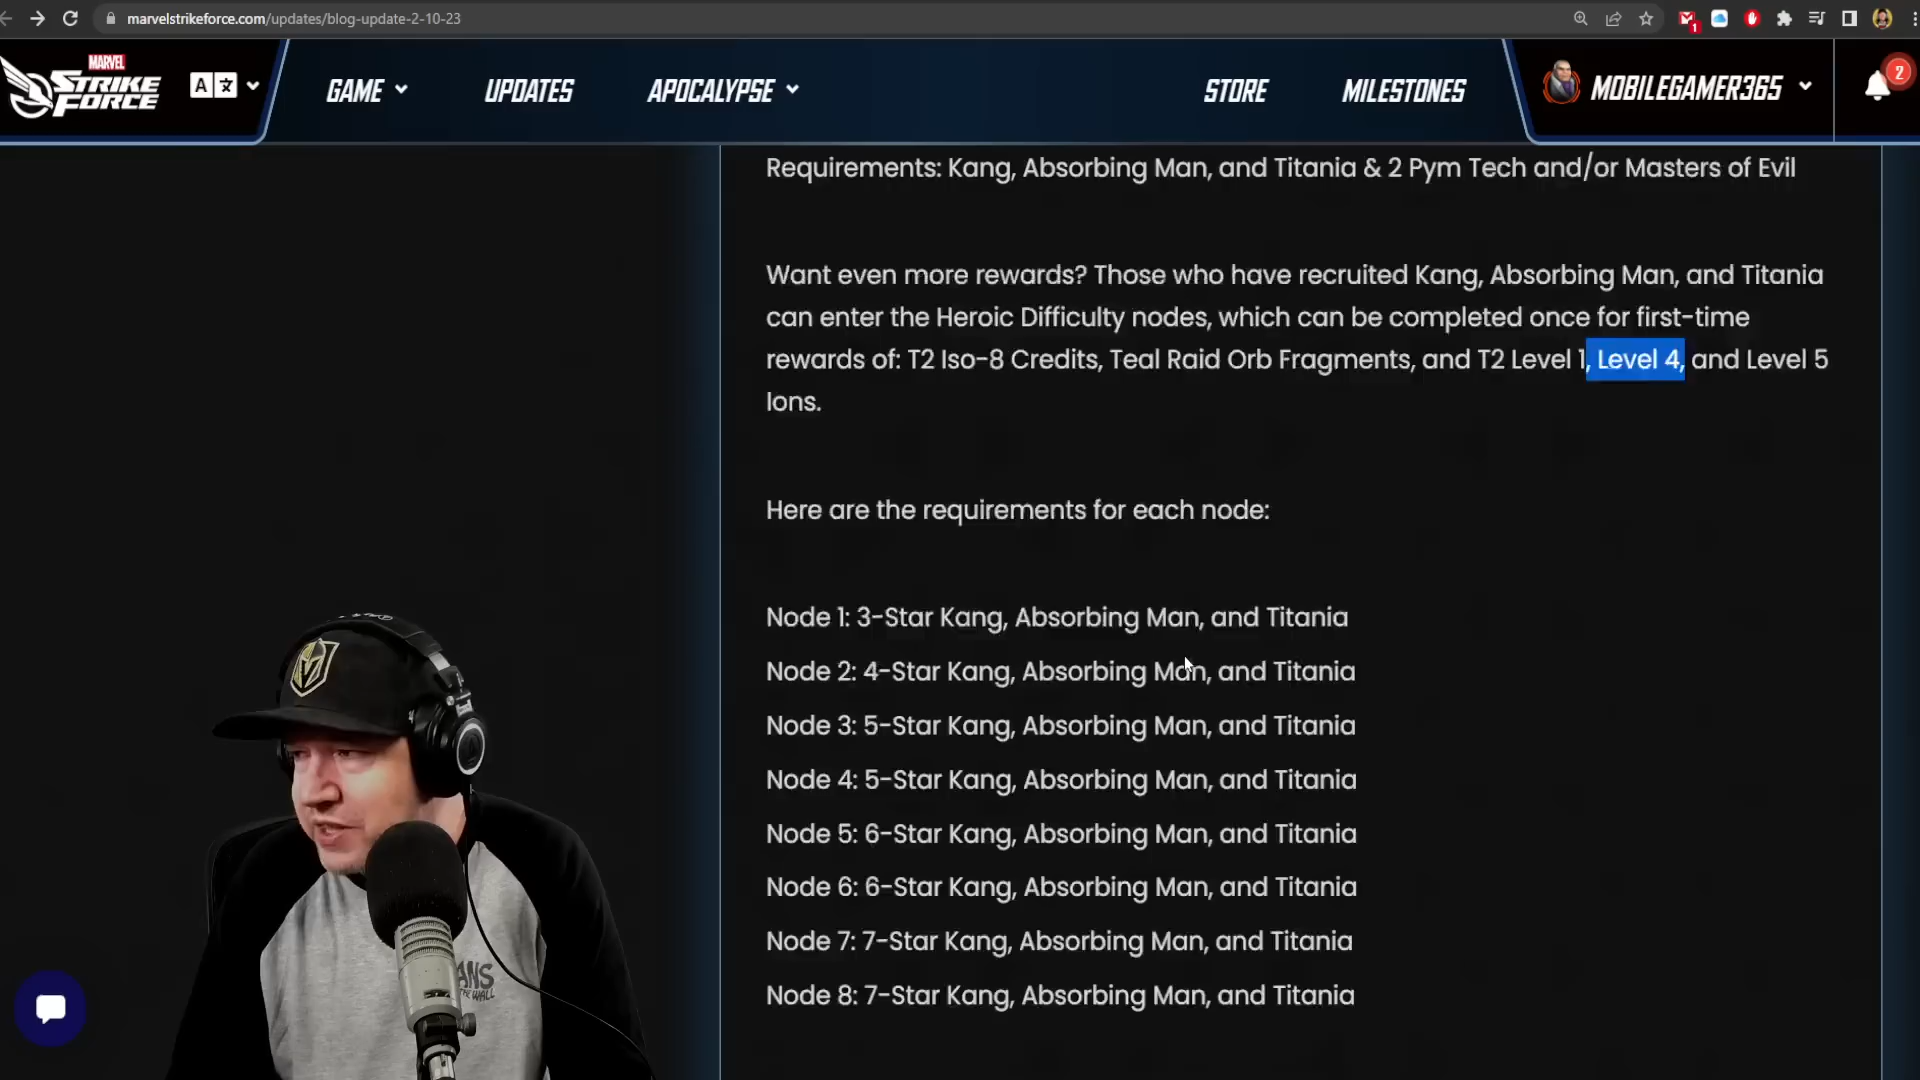 marvelstrikeforce.com/updates/blog-update-2-10-23
1
MARVEL
STRIKE
FORCE
A
GAME
UPDATES
APOCALYPSE
STORE
MILESTONES
MOBILEGAMER365
2
Requirements: Kang, Absorbing Man, and Titania & 2 Pym Tech and/or Masters of Evil
Want even more rewards? Those who have recruited Kang, Absorbing Man, and Titania
can enter the Heroic Difficulty nodes, which can be completed once for first-time
rewards of: T2 Iso-8 Credits, Teal Raid Orb Fragments, and T2 Level 1, Level 4, and Level 5
Ions.
Here are the requirements for each node:
Node 1: 3-Star Kang, Absorbing Man, and Titania
Node 2: 4-Star Kang, Absorbing Man, and Titania
Node 3: 5-Star Kang, Absorbing Man, and Titania
Node 4: 5-Star Kang, Absorbing Man, and Titania
Node 5: 6-Star Kang, Absorbing Man, and Titania
Node 6: 6-Star Kang, Absorbing Man, and Titania
Node 7: 7-Star Kang, Absorbing Man, and Titania
Node 8: 7-Star Kang, Absorbing Man, and Titania